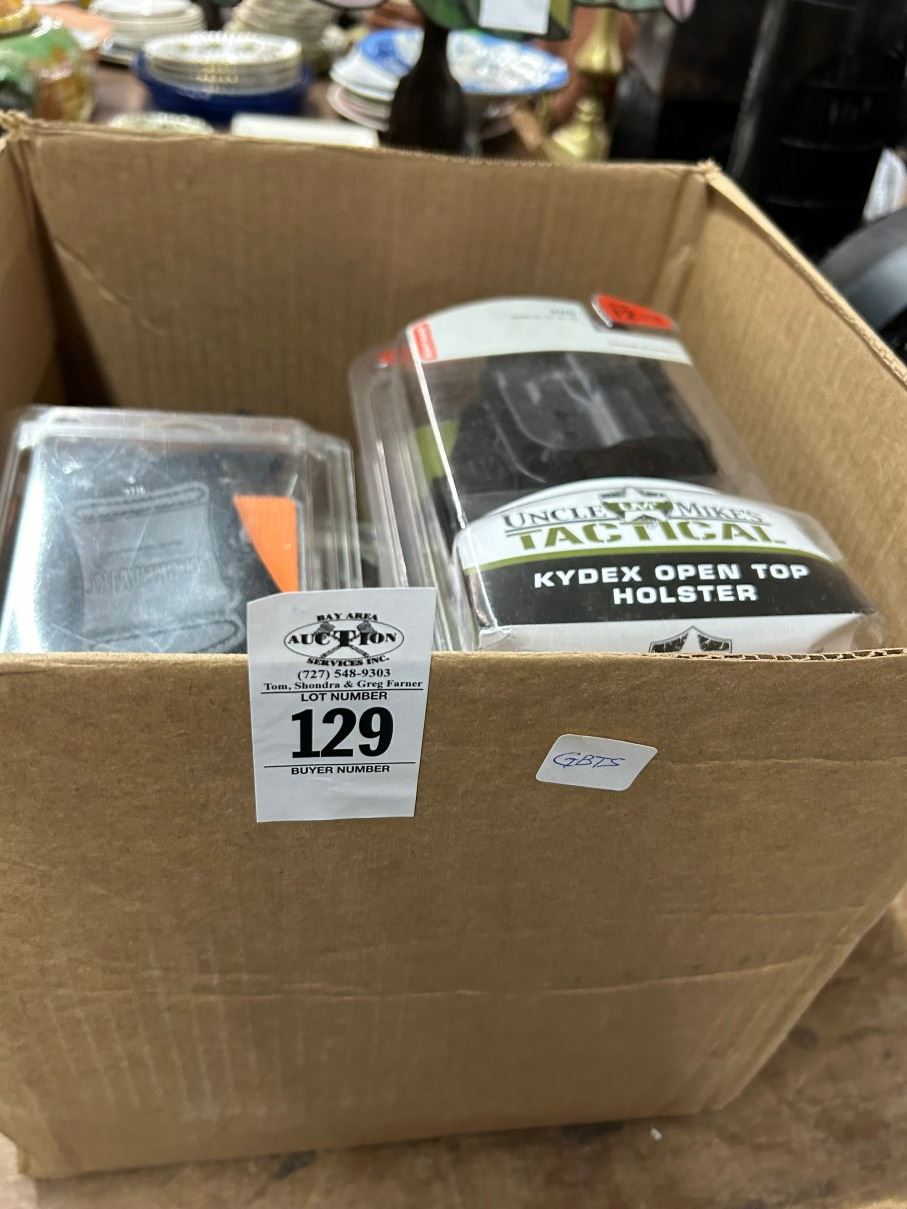 UNCLE MIKE'S
TACTICAL
KYDEX OPEN TOP
HOLSTER
BAY AREA
AUCTION
SERVICES INC.
(727) 548-9303
Tom, Shondra & Greg Farner
LOT NUMBER
129
BUYER NUMBER
GBTS